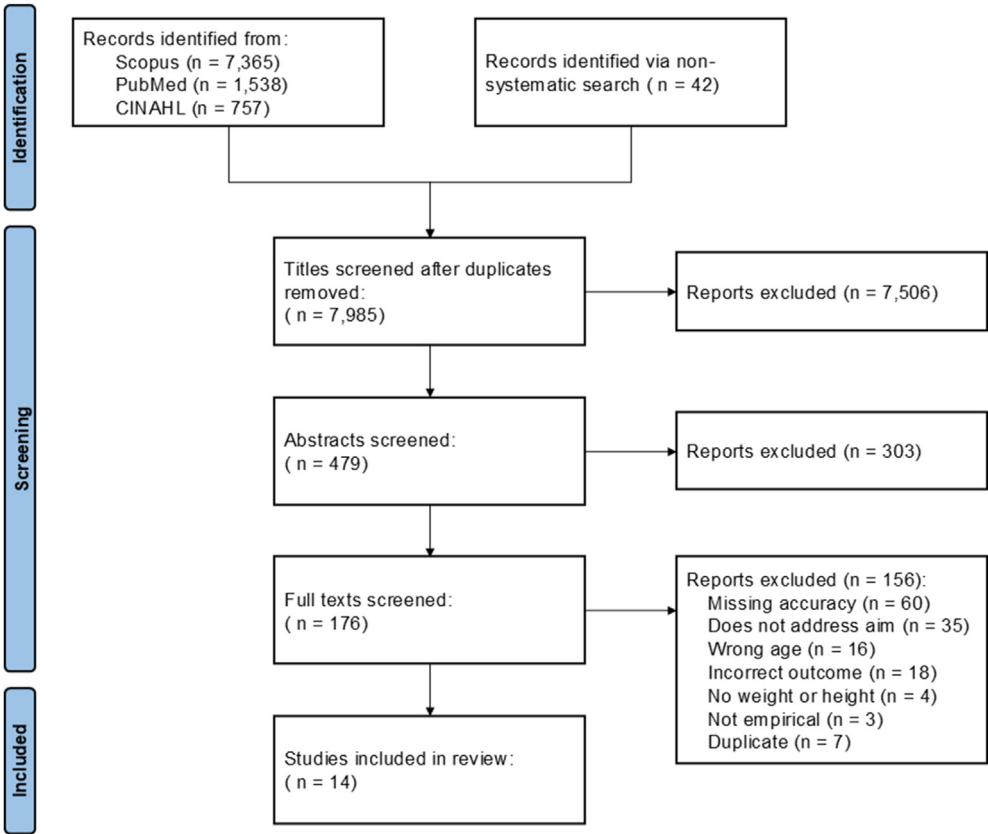 Identification
Records identified from:
Scopus (n = 7,365)
PubMed (n = 1,538)
CINAHL (n = 757)
Records identified via non-
systematic search ( n = 42)
Screening
Titles screened after duplicates
removed:
( n = 7,985)
Reports excluded (n = 7,506)
Abstracts screened:
( n = 479)
Reports excluded (n = 303)
Full texts screened:
( n = 176)
Reports excluded (n = 156):
Missing accuracy (n = 60)
Does not address aim (n = 35)
Wrong age (n = 16)
Incorrect outcome (n = 18)
No weight or height (n = 4)
Not empirical (n = 3)
Duplicate (n = 7)
Included
Studies included in review:
( n = 14)